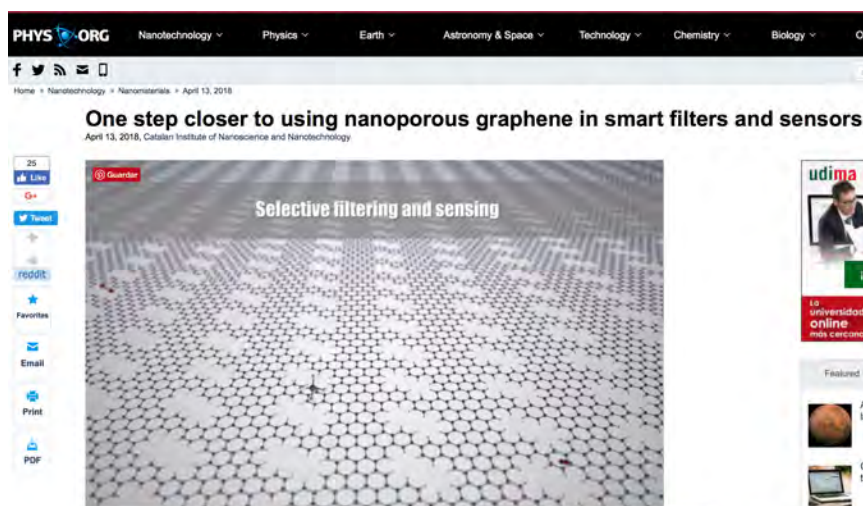 PHYS ORG Nanotechnology Physics Earth Astronomy & Space Technology Chemistry Biology
Home » Nanotechnology » Nanomaterials » April 13, 2018
One step closer to using nanoporous graphene in smart filters and sensors
April 13, 2018, Catalan Institute of Nanoscience and Nanotechnology
25
Like
G+
Tweet
reddit
Favorites
Email
Print
PDF
Guardar
Selective filtering and sensing
udima
La
universidad
online
más cercana
Featured